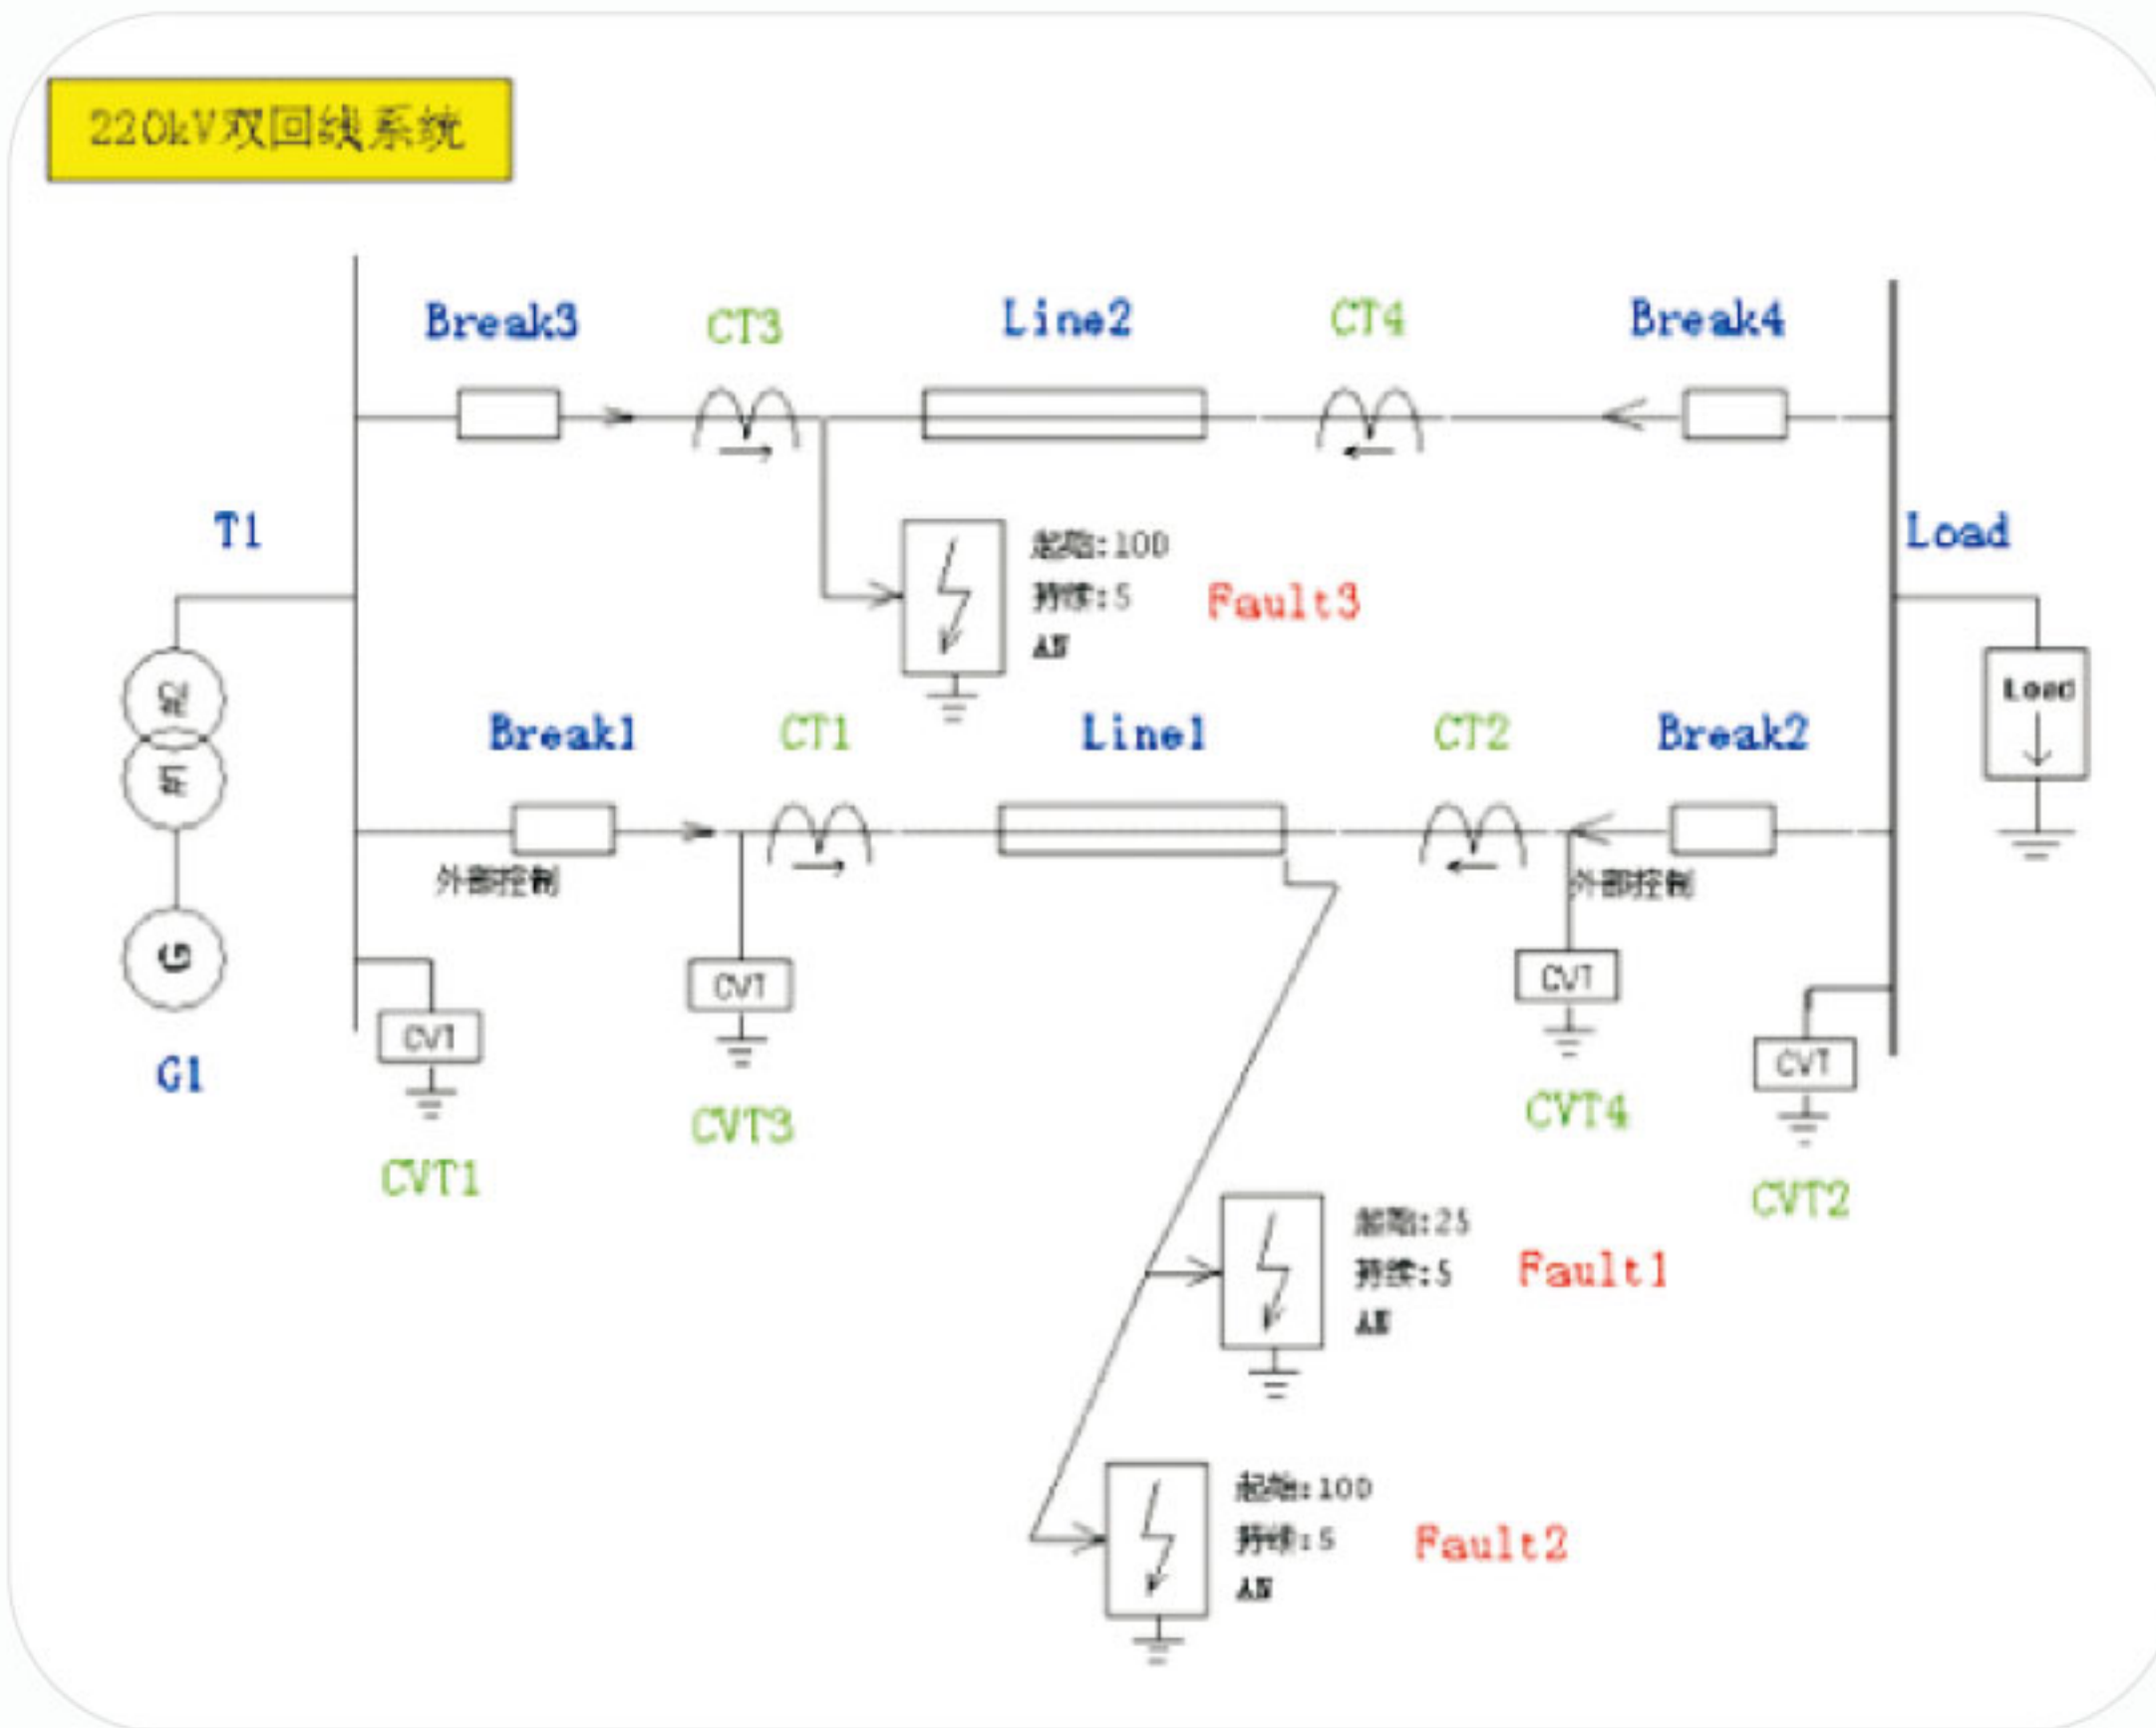 220kV双回线系统
Break3
CT3
Line2
CT4
Break4
T1
Load
起始:100
持续:5
AN
Fault3
Load
Break1
CT1
Line1
CT2
Break2
外部控制
外部控制
G
CVT
CVT
CVT
CVT
G1
CVT3
CVT4
CVT1
CVT2
起始:25
持续:5
AN
Fault1
起始:100
持续:5
AN
Fault2